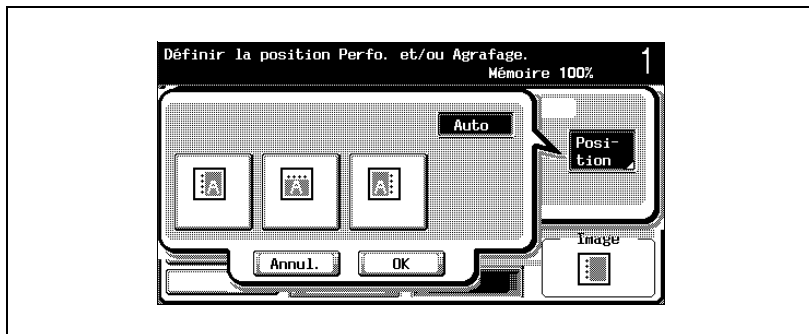 Définir la position Perfo. et/ou Agrafage.
Mémoire 100%
1
Auto
Posi-
tion
A
A
A
Image
Annul.
OK